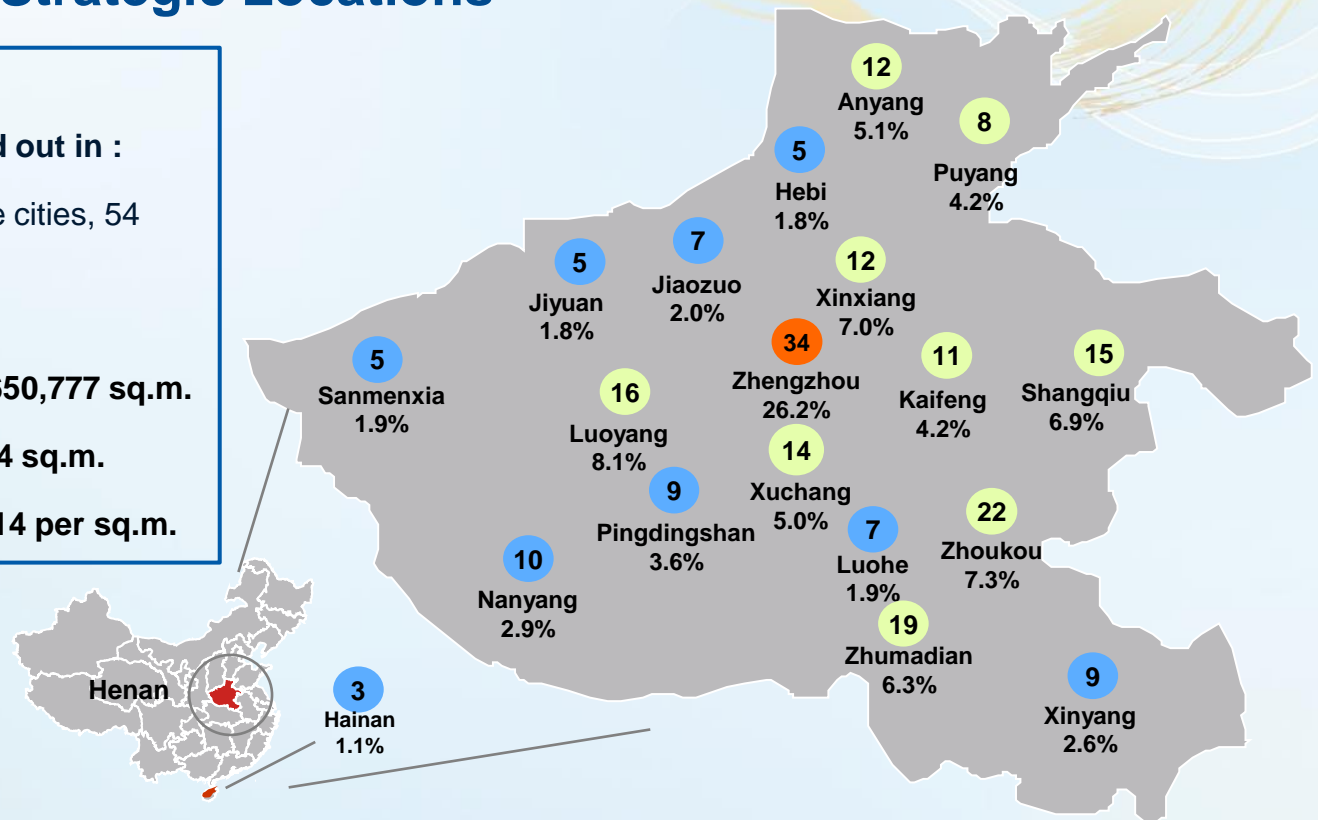 Strategic Locations
out in :
cities, 54
50,777 sq.m.
4 sq.m.
14 per sq.m.
12
Anyang
5.1%
8
Puyang
4.2%
5
Hebi
1.8%
7
Jiaozuo
2.0%
5
Jiyuan
1.8%
12
Xinxiang
7.0%
34
Zhengzhou
26.2%
11
Kaifeng
4.2%
15
Shangqiu
6.9%
5
Sanmenxia
1.9%
16
Luoyang
8.1%
14
Xuchang
5.0%
9
Pingdingshan
3.6%
7
Luohe
1.9%
22
Zhoukou
7.3%
10
Nanyang
2.9%
19
Zhumadian
6.3%
9
Xinyang
2.6%
Henan
3
Hainan
1.1%